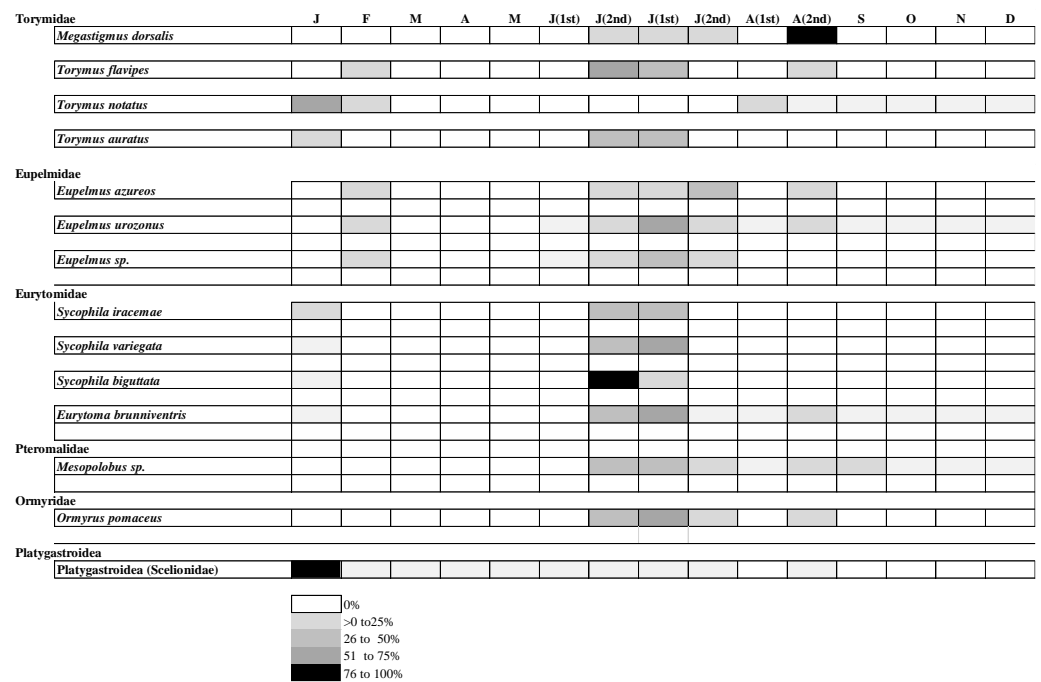 Torymidae J F M A M J(1st) J(2nd) J(1st) J(2nd) A(1st) A(2nd) S O N D
Megastigmus dorsalis
Torymus flavipes
Torymus notatus
Torymus auratus
Eupelmidae
Eupelmus azureos
Eupelmus urozonus
Eupelmus sp.
Eurytomidae
Sycophila iracemae
Sycophila variegata
Sycophila biguttata
Eurytoma brunniventris
Pteromalidae
Mesopolobus sp.
Ormyridae
Ormyrus pomaceus
Platygastroidea
Platygastroidea (Scelionidae)
0%
>0 to25%
26 to 50%
51 to 75%
76 to 100%